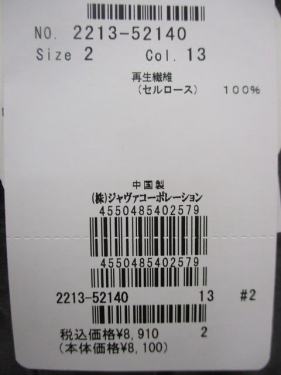 NO. 2213-52140
Size 2 Col. 13
再生繊維
(セルロース) 100%
中国製
(株)ジャヴァコーポレーション
4550485402579
4550485402579
2213-52140 13 #2
税込価格¥8,910 2
(本体価格¥8,100)